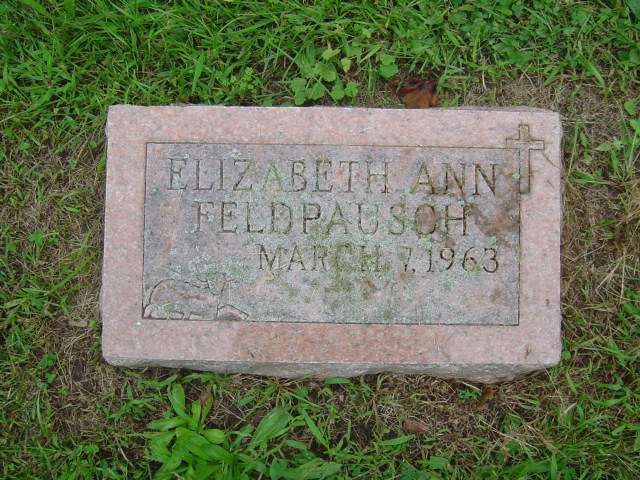 ELIZABETH ANN
FELDPAUSCH
MARCH 7, 1963